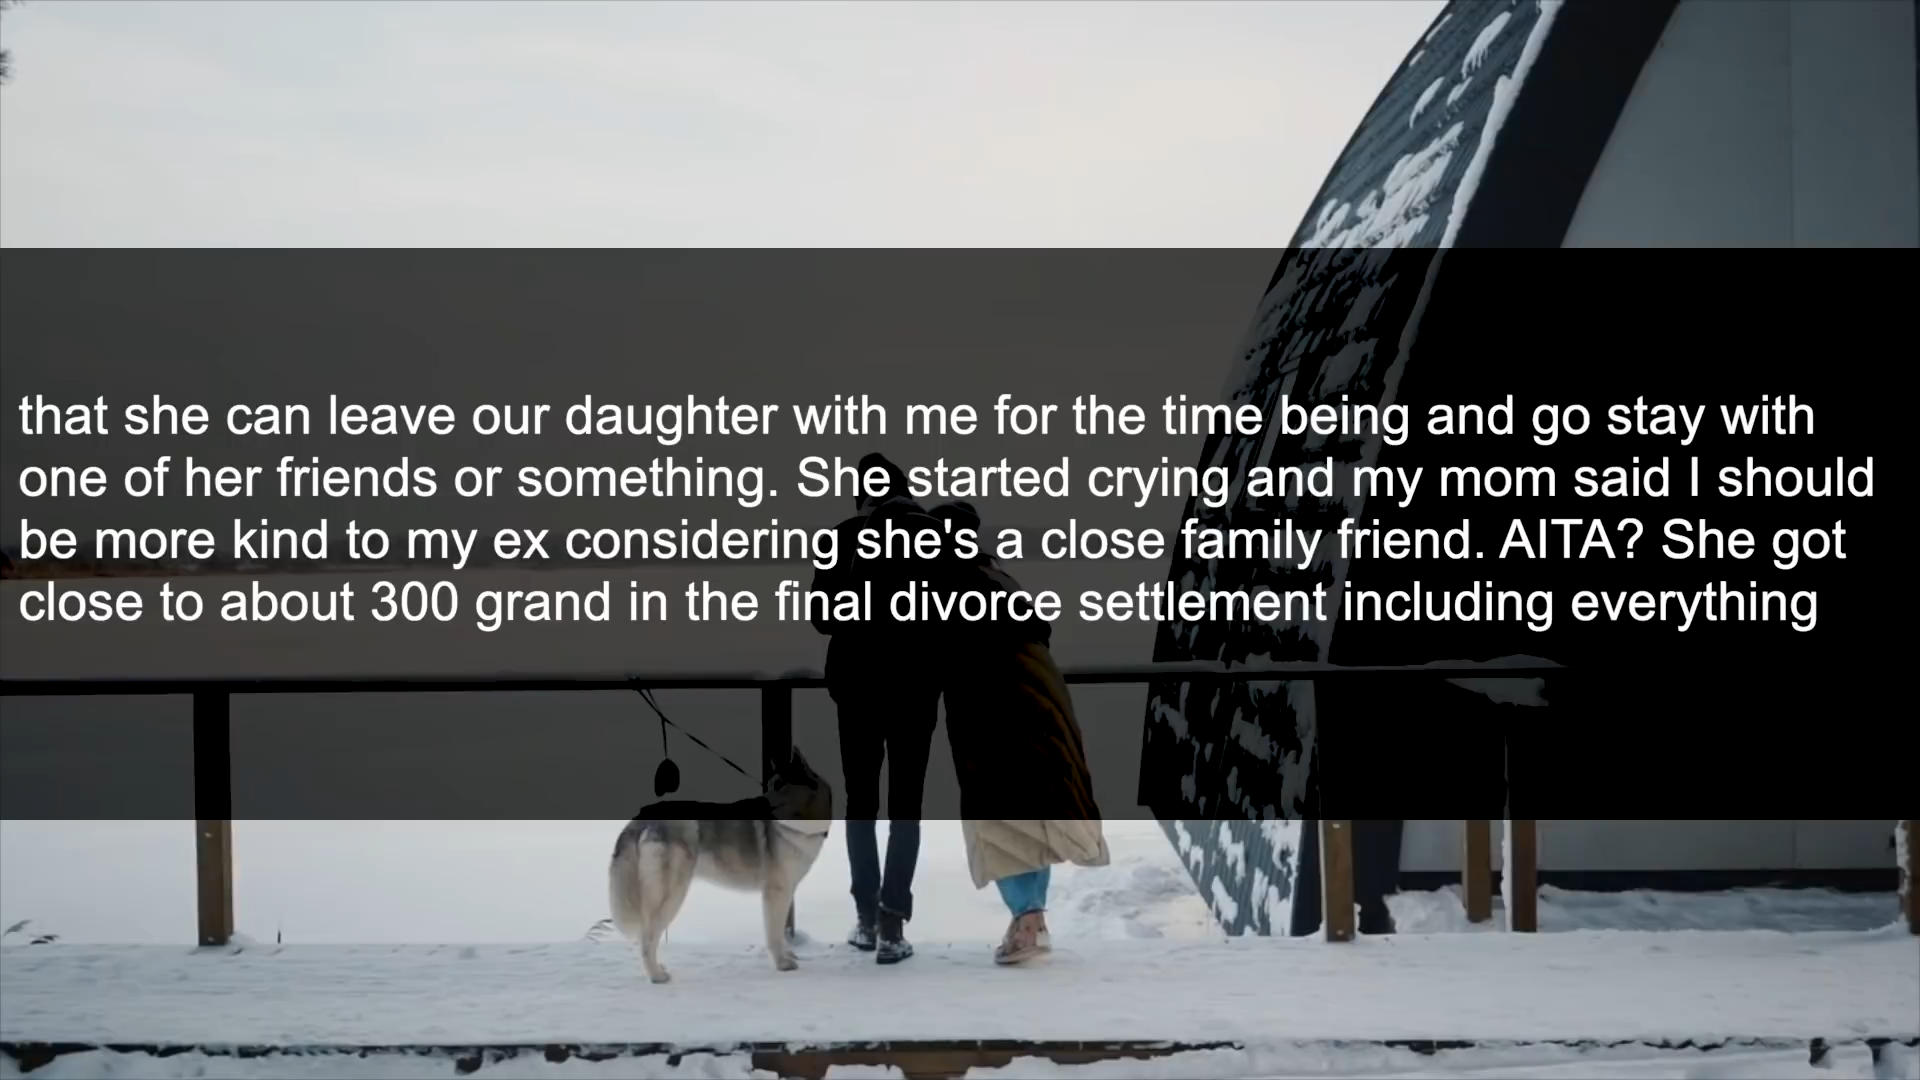 that she can leave our daughter with me for the time being and go stay with
one of her friends or something. She started crying and my mom said I should
be more kind to my ex considering she's a close family friend. AITA? She got
close to about 300 grand in the final divorce settlement including everything